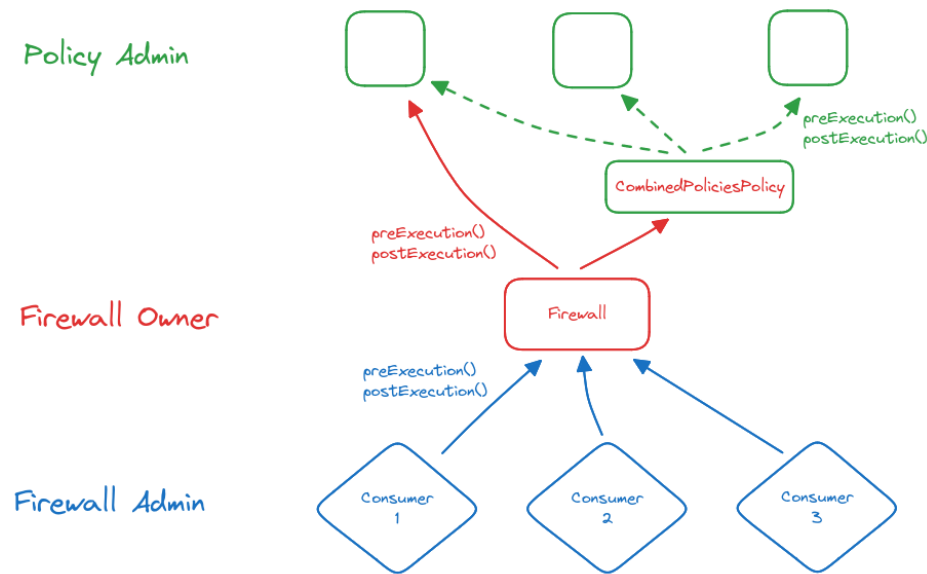 Policy Admin
preExecution()
postExecution()
CombinedPoliciesPolicy
preExecution()
postExecution()
Firewall Owner
Firewall
preExecution()
postExecution()
Firewall Admin
Consumer
1
Consumer
2
Consumer
3